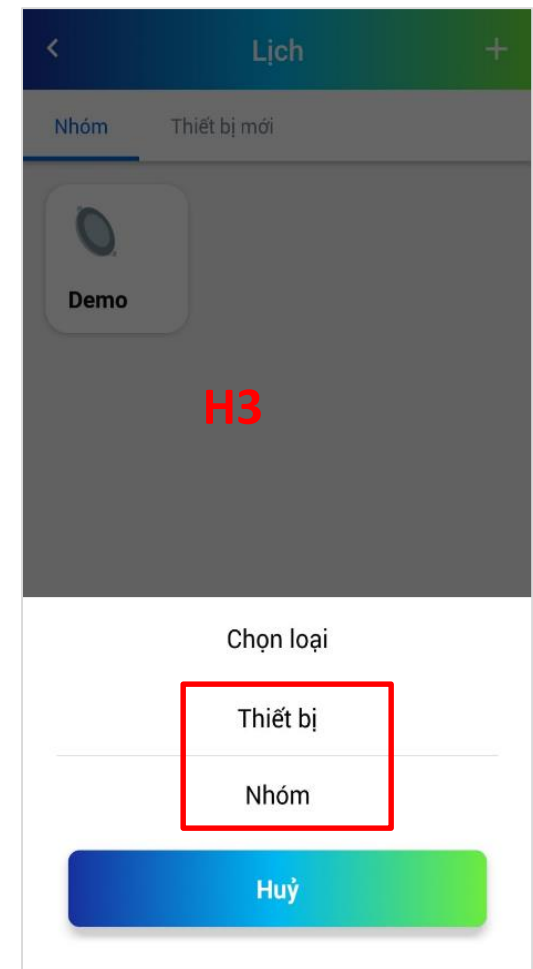 Lịch
Nhóm Thiết bị mới
Demo
H3
Chọn loại
Thiết bị
Nhóm
Huỷ